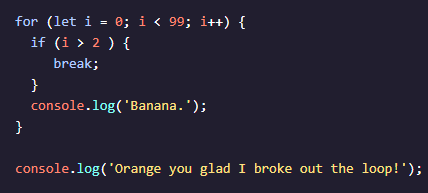 for (let i = 0; i < 99; i++) {
  if (i > 2 ) {
     break;
  }
  console.log('Banana.');
}

console.log('Orange you glad I broke out the loop!');